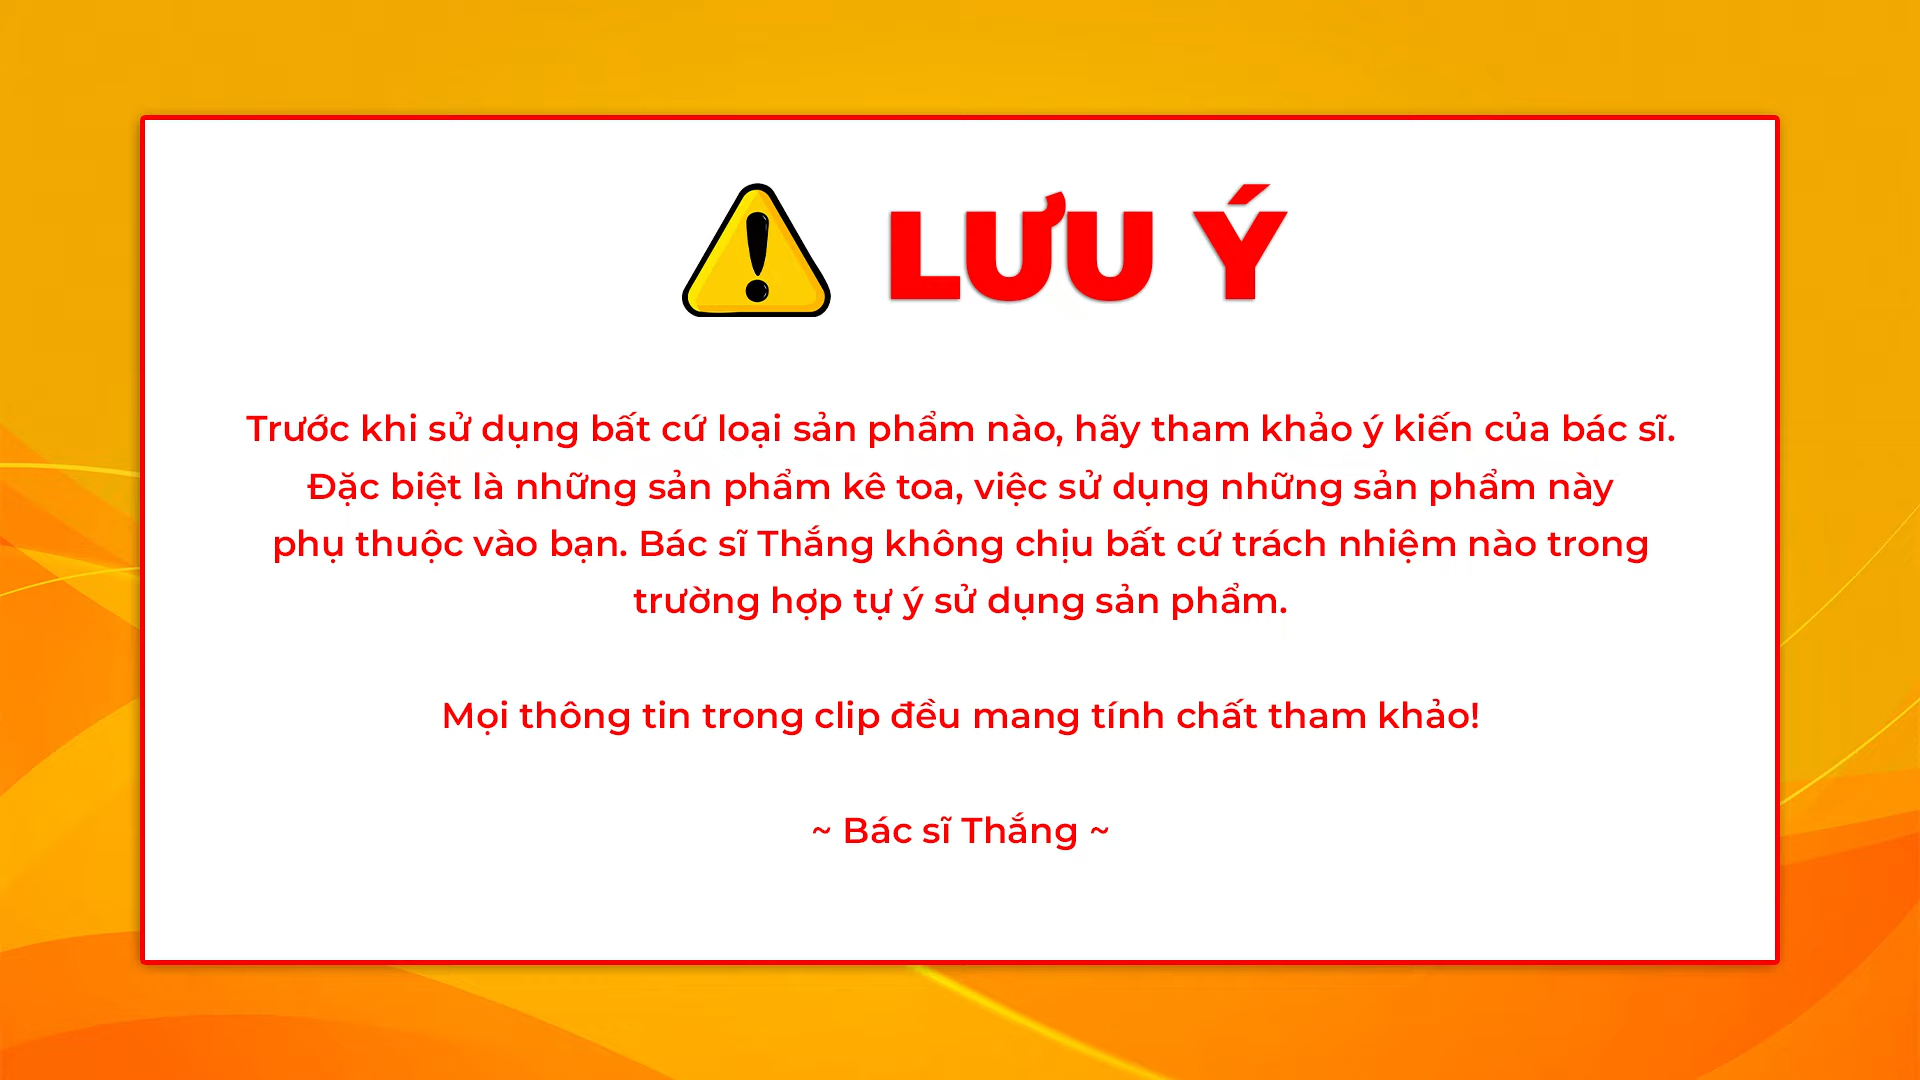 LƯU Ý
Trước khi sử dụng bất cứ loại sản phẩm nào, hãy tham khảo ý kiến của bác sĩ.
Đặc biệt là những sản phẩm kê toa, việc sử dụng những sản phẩm này
phụ thuộc vào bạn. Bác sĩ Thắng không chịu bất cứ trách nhiệm nào trong
trường hợp tự ý sử dụng sản phẩm.
Mọi thông tin trong clip đều mang tính chất tham khảo!
~ Bác sĩ Thắng ~